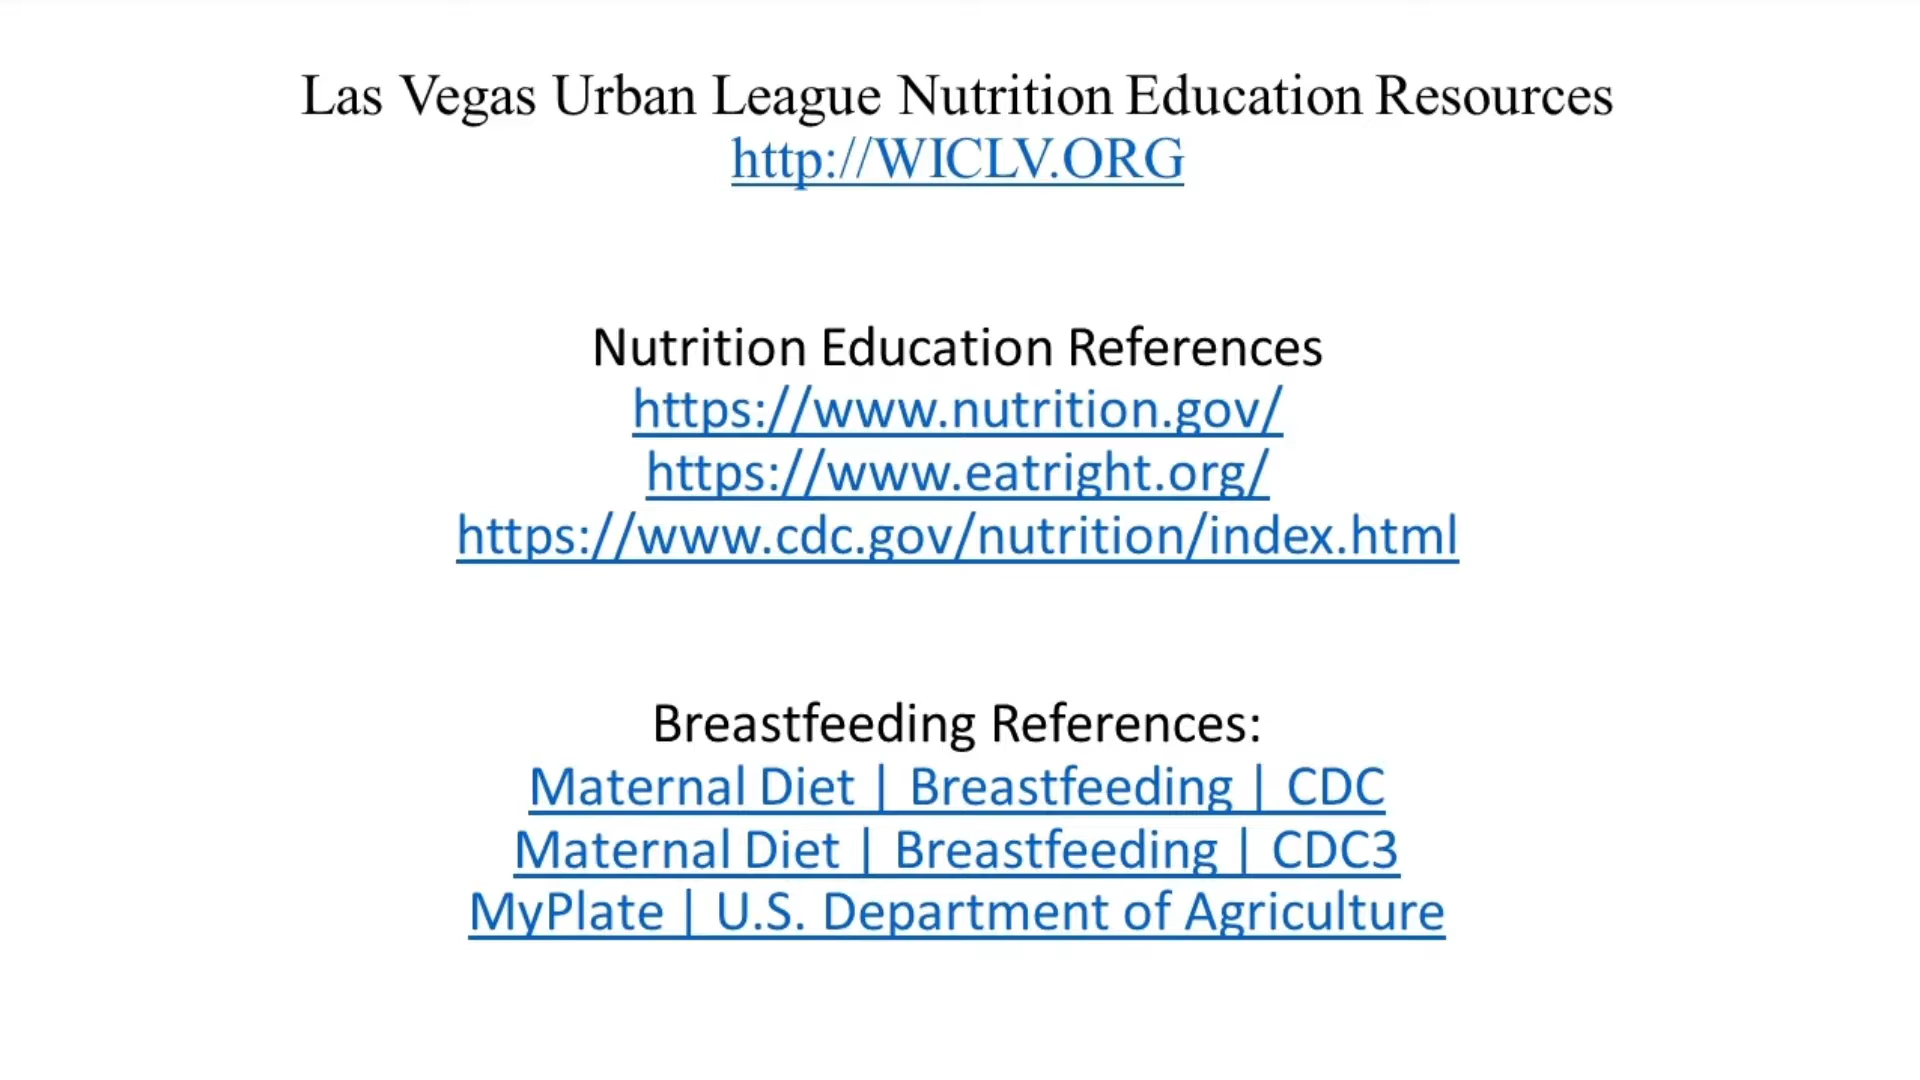 Las Vegas Urban League Nutrition Education Resources
http://WICLV.ORG
Nutrition Education References
https://www.nutrition.gov/
https://www.eatright.org/
https://www.cdc.gov/nutrition/index.html
Breastfeeding References:
Maternal Diet | Breastfeeding | CDC
Maternal Diet | Breastfeeding | CDC3
MyPlate | U.S. Department of Agriculture